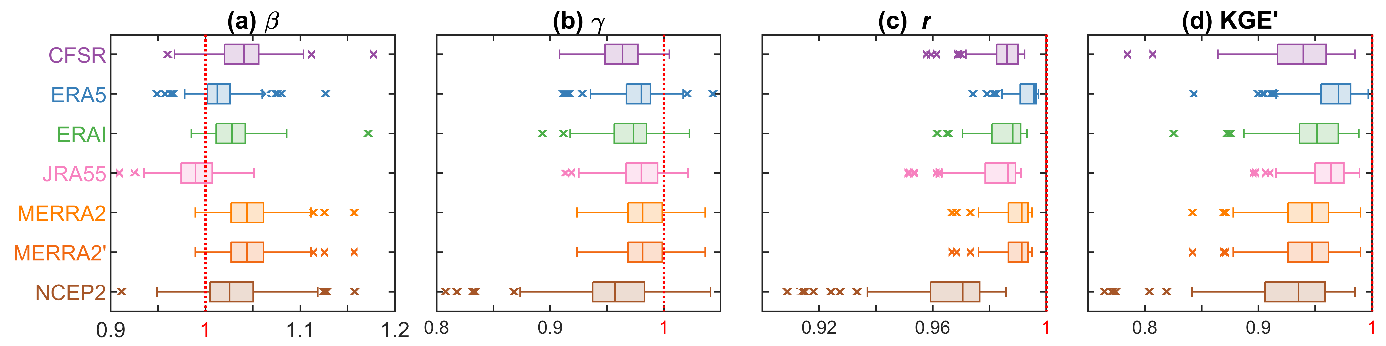 (a) β (b) γ (c) r (d) KGE'
CFSR
ERA5
ERAI
JRA55
MERRA2
MERRA2'
NCEP2
0.9 1 1.1 1.2 0.8 0.9 1 0.92 0.96 1 0.8 0.9 1